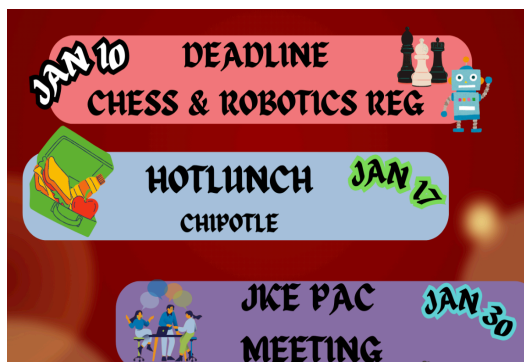 JAN 10
DEADLINE
CHESS & ROBOTICS REG
HOTLUNCH
JAN 17
CHIPOTLE
JKE PAC
JAN 30
MEETING